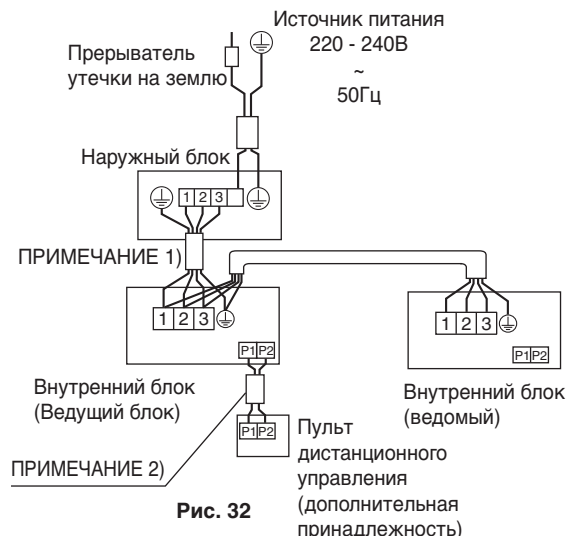 Источник питания
220 - 240В
~
50Гц
Прерыватель
утечки на землю
Наружный блок
1 2 3
ПРИМЕЧАНИЕ 1)
1 2 3
P1 P2
1 2 3
P1 P2
Внутренний блок
(Ведущий блок)
Внутренний блок
(ведомый)
P1 P2
Пульт
дистанционного
управления
(дополнительная
принадлежность)
ПРИМЕЧАНИЕ 2)
Рис. 32